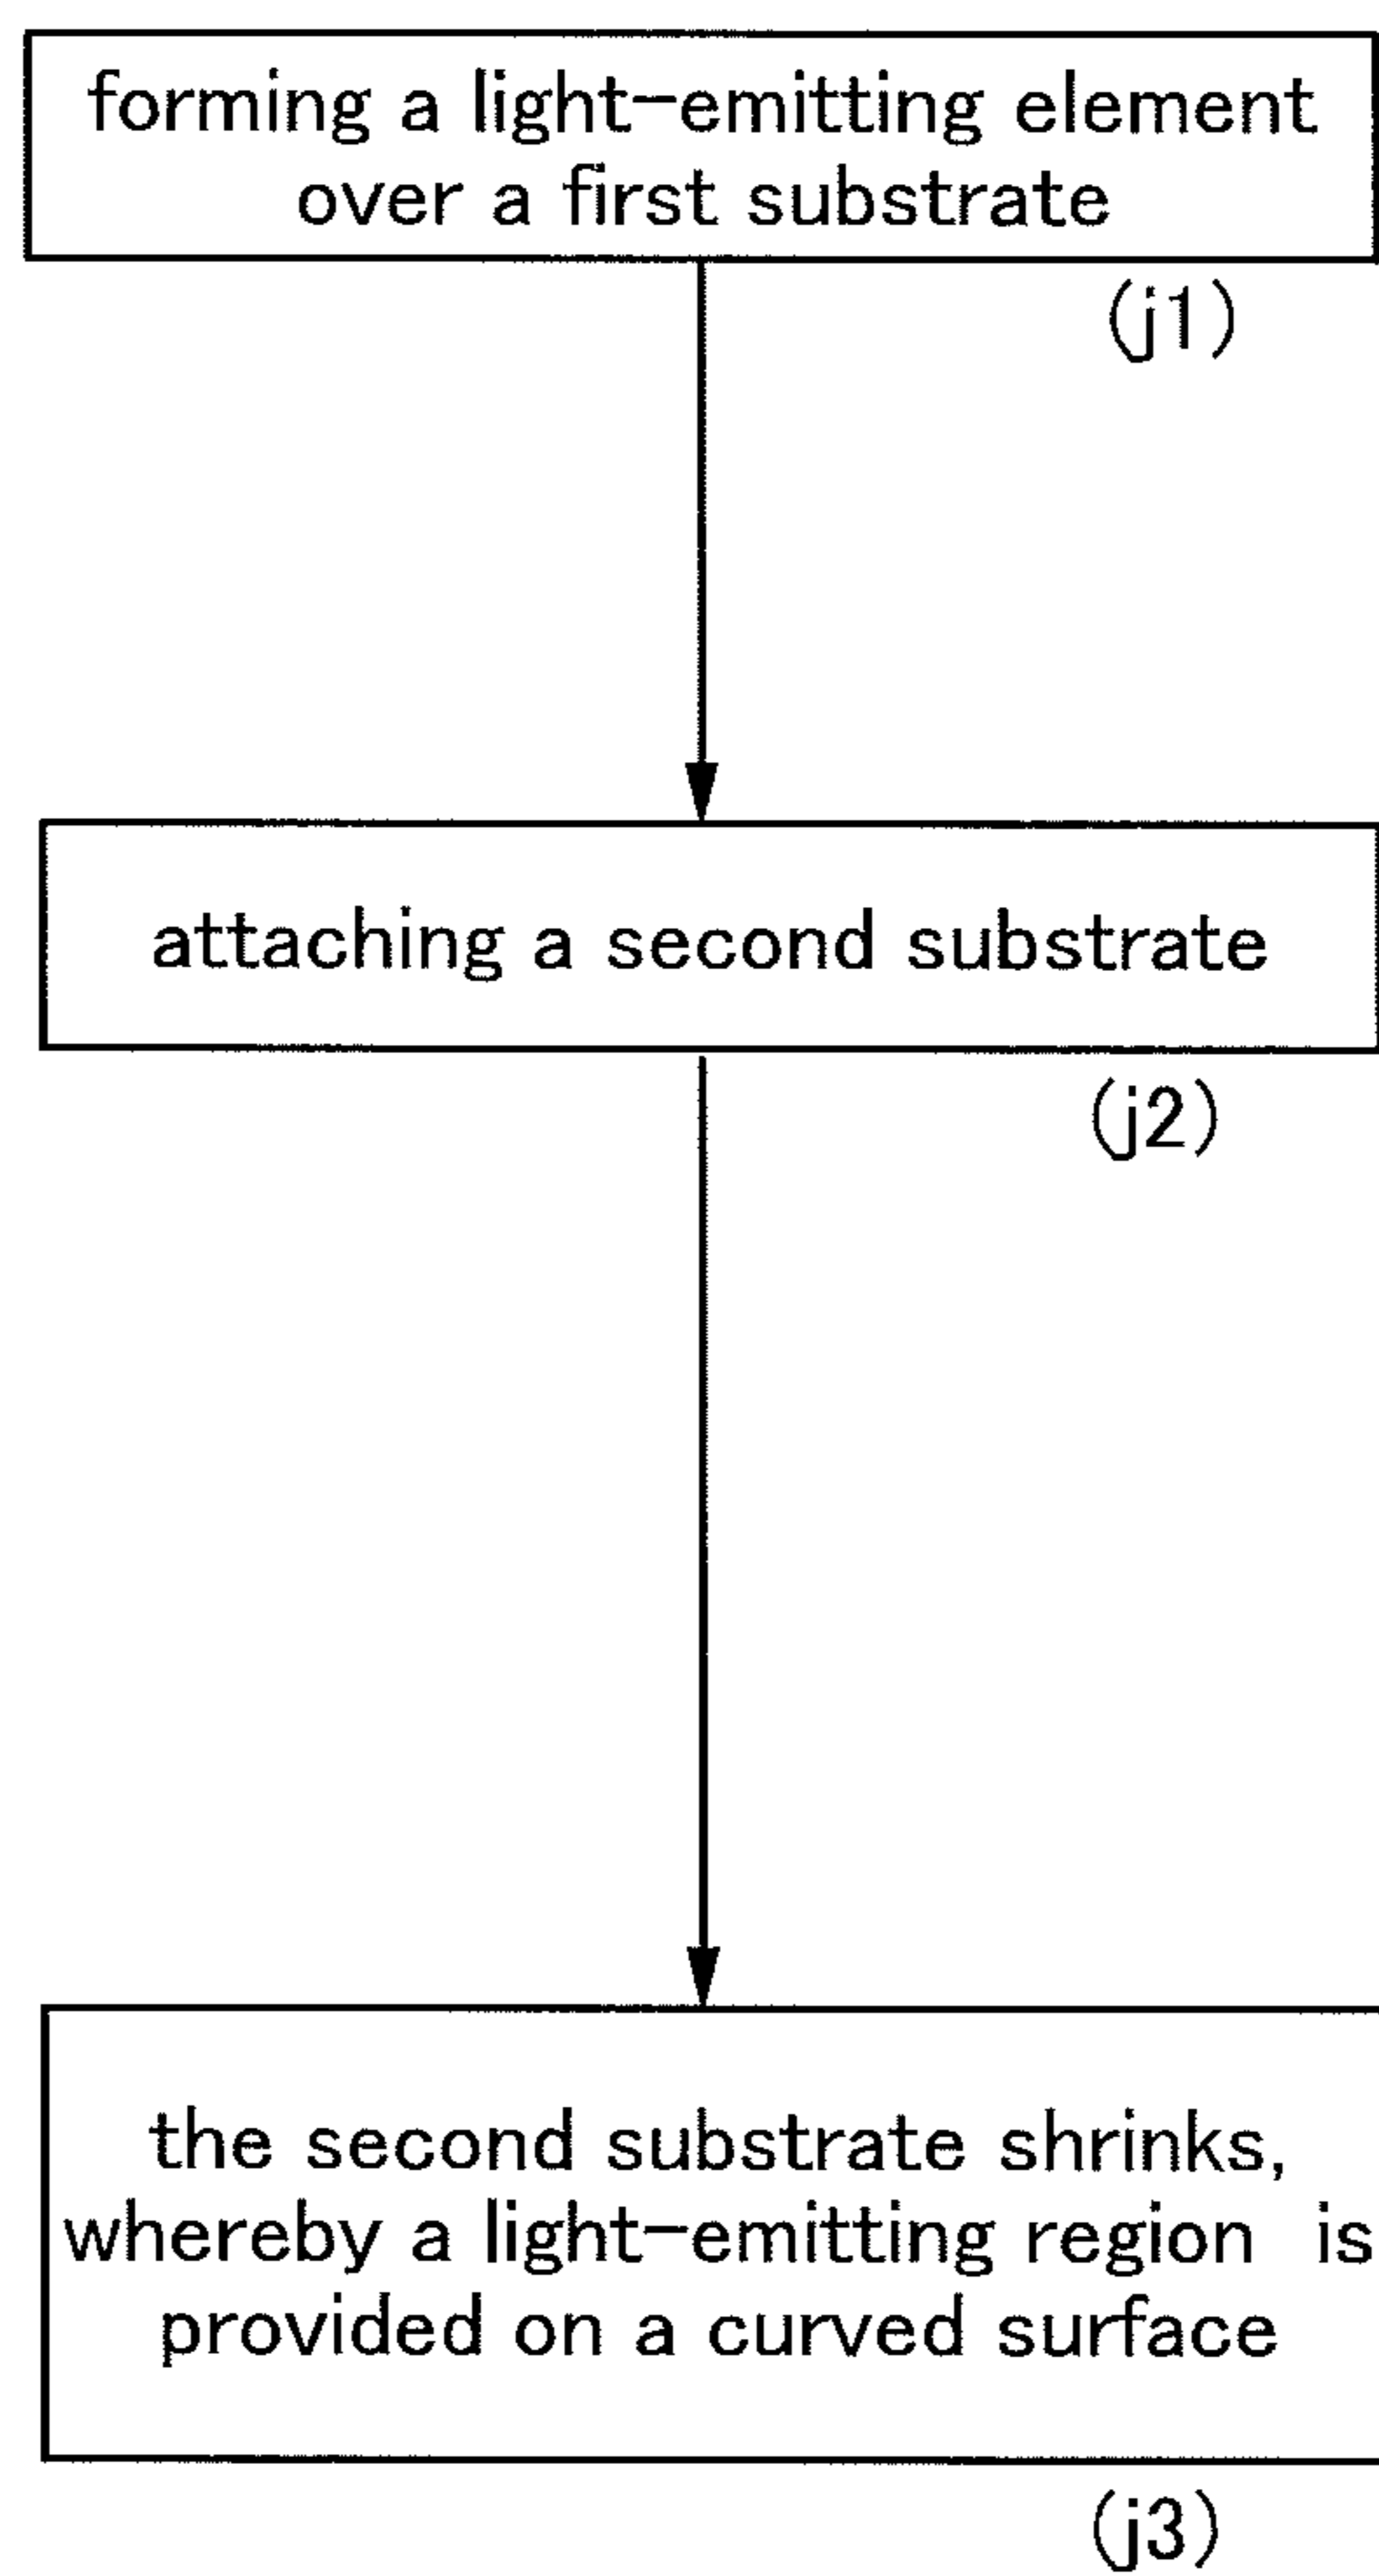 forming a light-emitting element
over a first substrate
(j1)
attaching a second substrate
(j2)
the second substrate shrinks,
whereby a light-emitting region is
provided on a curved surface
(j3)